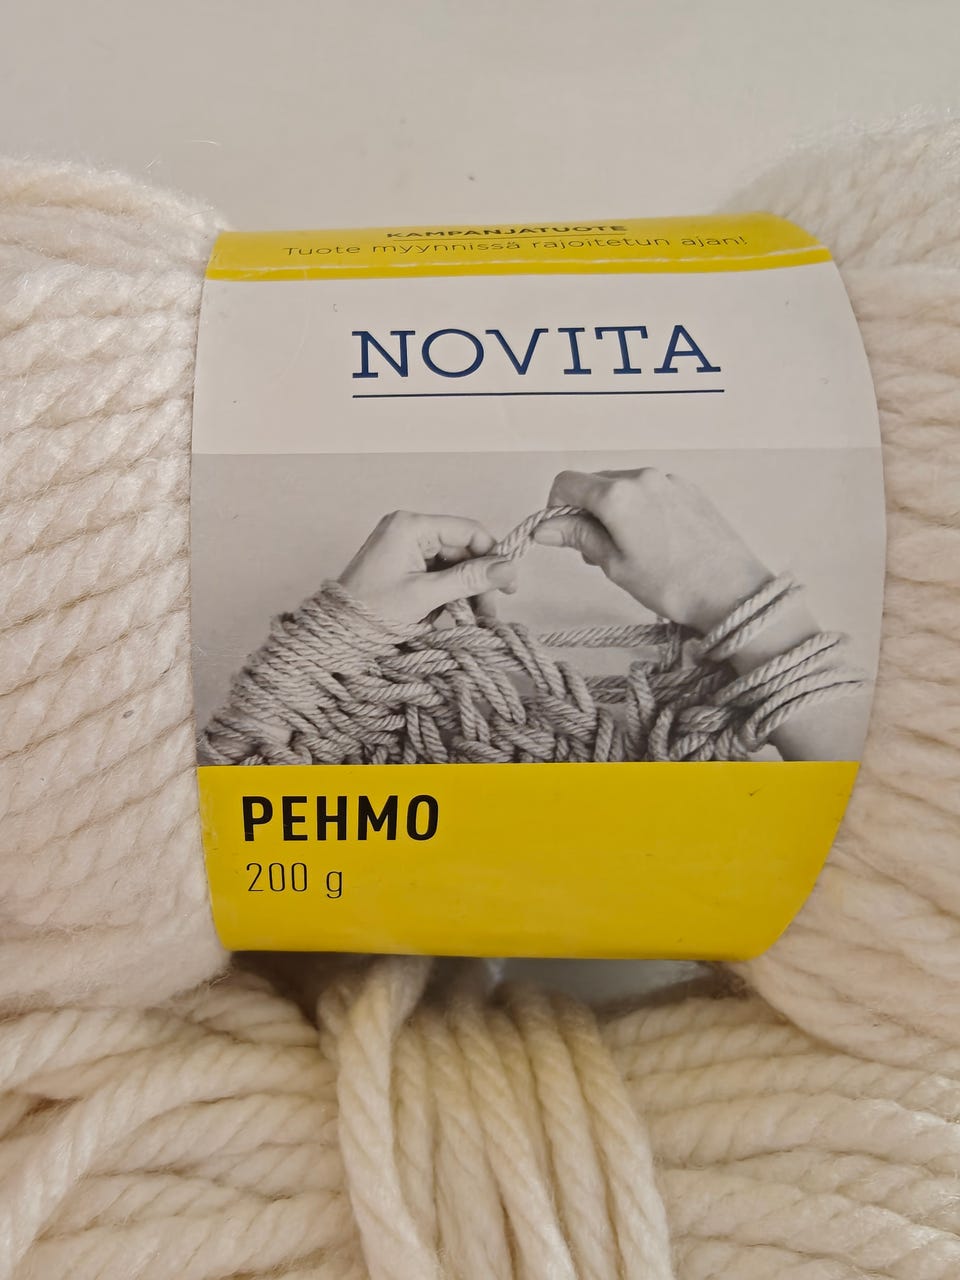 KAMPANJATUOTE
Tuote myynnissä rajoitetun ajan!
NOVITA
PEHMO
200 g